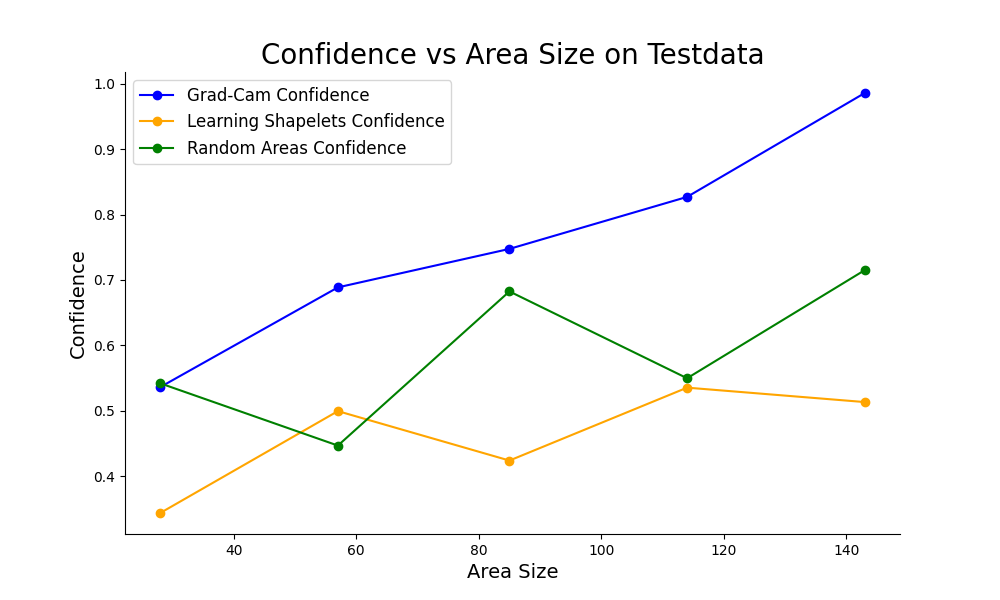 Confidence vs Area Size on Testdata
Grad-Cam Confidence
Learning Shapelets Confidence
Random Areas Confidence
Confidence
1.0
0.9
0.8
0.7
0.6
0.5
0.4
40 60 80 100 120 140
Area Size